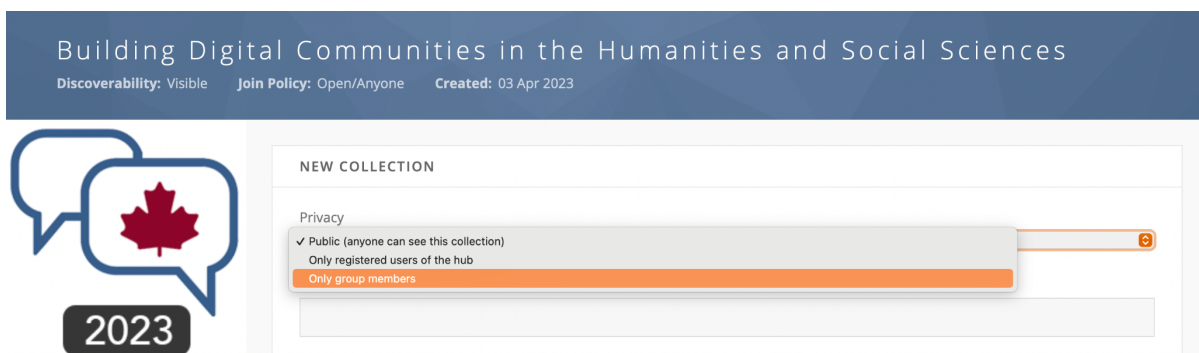 Building Digital Communities in the Humanities and Social Sciences
Discoverability: Visible Join Policy: Open/Anyone Created: 03 Apr 2023
NEW COLLECTION
Privacy
✓ Public (anyone can see this collection)
Only registered users of the hub
Only group members
2023